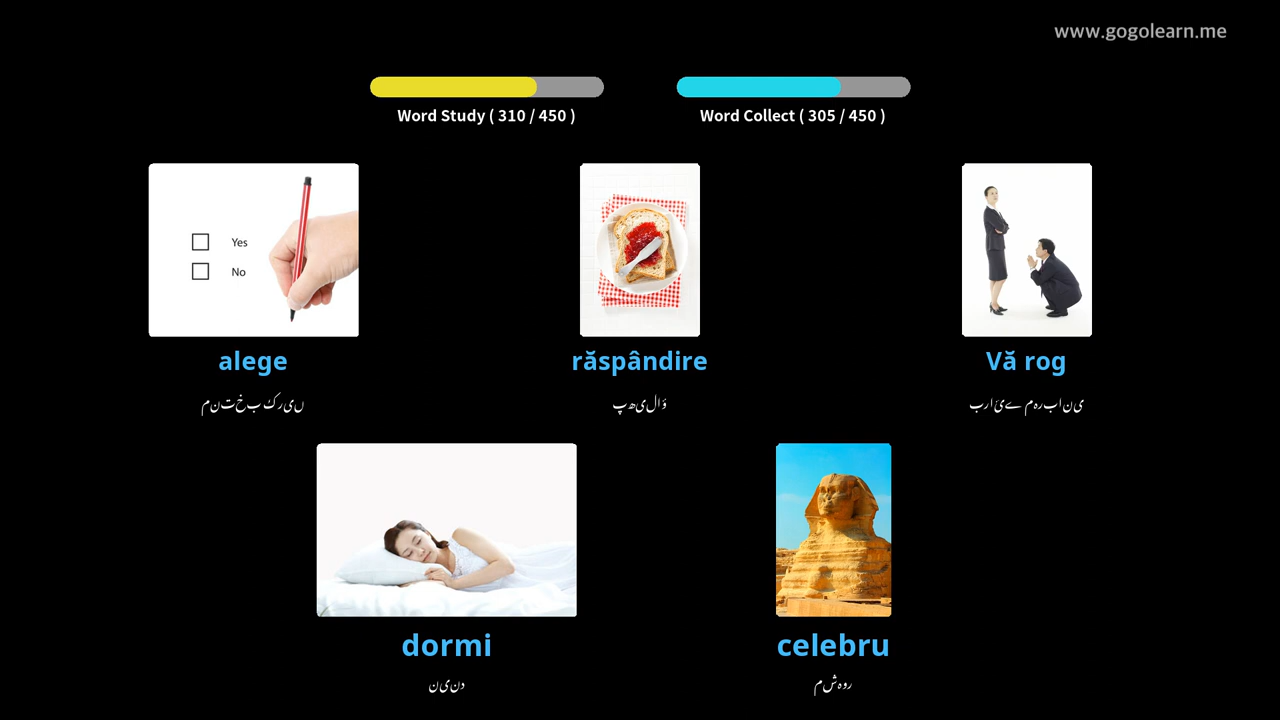 www.gogolearn.me
Word Study ( 310 / 450 )
Word Collect ( 305 / 450 )
Yes
No
alege
răspândire
Vă rog
منتخب کریں
پھیلاؤ
برائے مہربانی
dormi
celebru
نیند
مشہور